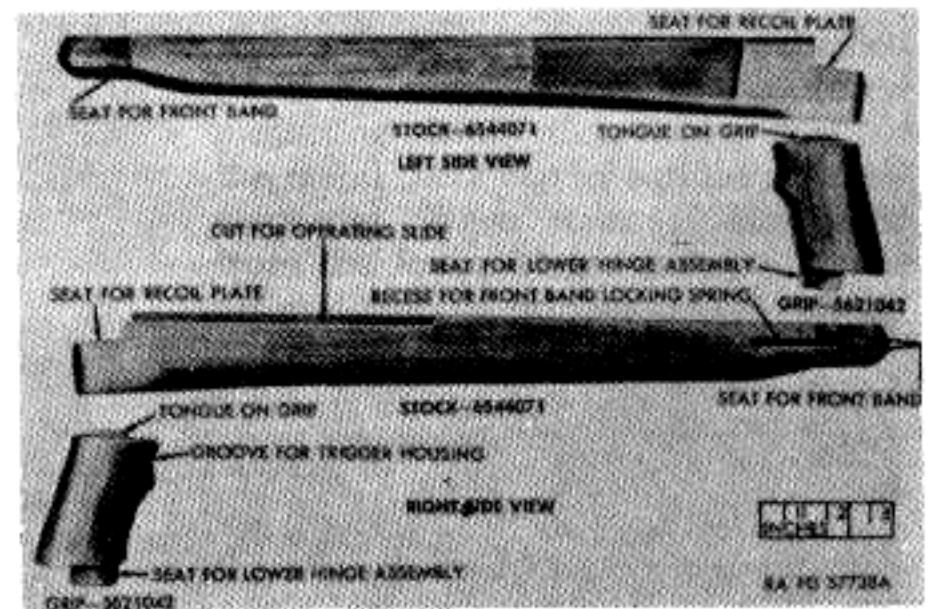 SEAT FOR RECOIL PLATE
SEAT FOR FRONT BAND
STOCK--6544071
TONGUE ON GRIP
LEFT SIDE VIEW
CUT FOR OPERATING SLIDE
SEAT FOR LOWER HINGE ASSEMBLY
SEAT FOR RECOIL PLATE
RECESS FOR FRONT BAND LOCKING SPRING
GRIP--5621042
TONGUE ON GRIP
STOCK--6544071
SEAT FOR FRONT BAND
GROOVE FOR TRIGGER HOUSING
RIGHT SIDE VIEW
INCHES
SEAT FOR LOWER HINGE ASSEMBLY
RA PD 57738A
GRIP--5621042